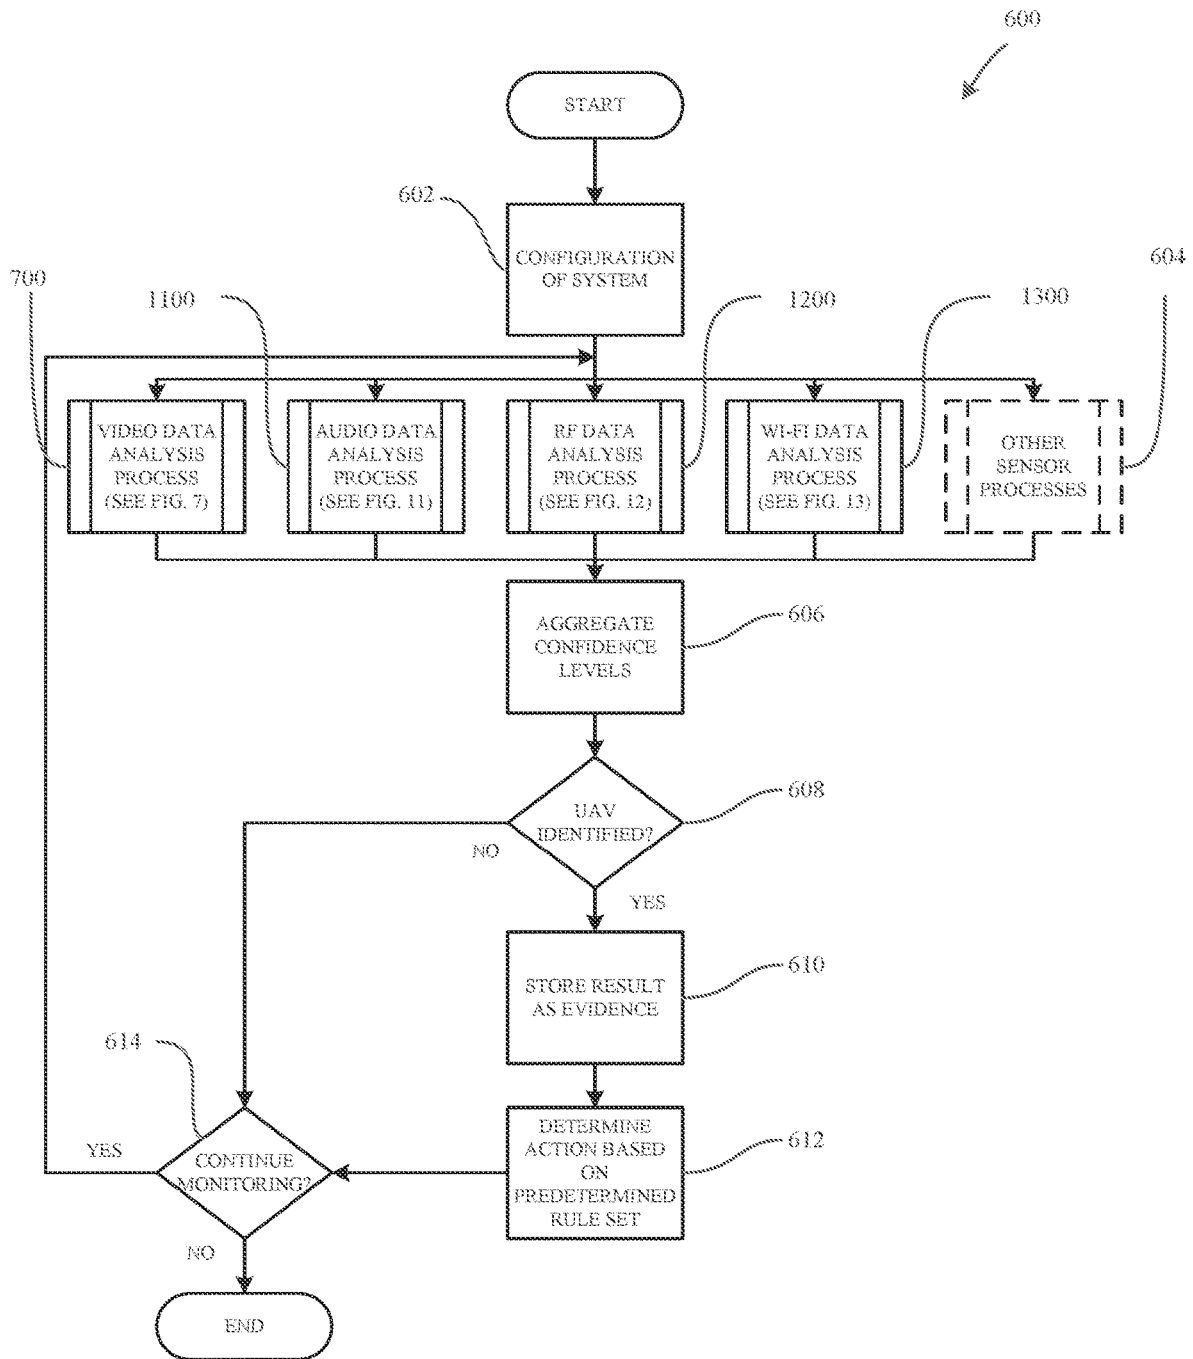 600
START
602
CONFIGURATION
OF SYSTEM
700
1100
1200
1300
604
VIDEO DATA
ANALYSIS
PROCESS
(SEE FIG. 7)
AUDIO DATA
ANALYSIS
PROCESS
(SEE FIG. 11)
RF DATA
ANALYSIS
PROCESS
(SEE FIG. 12)
WI-FI DATA
ANALYSIS
PROCESS
(SEE FIG. 13)
OTHER
SENSOR
PROCESSES
AGGREGATE
CONFIDENCE
LEVELS
606
UAV
IDENTIFIED?
608
NO
YES
STORE RESULT
AS EVIDENCE
610
614
DETERMINE
ACTION BASED
ON
PREDETERMINED
RULE SET
612
YES
CONTINUE
MONITORING?
NO
END